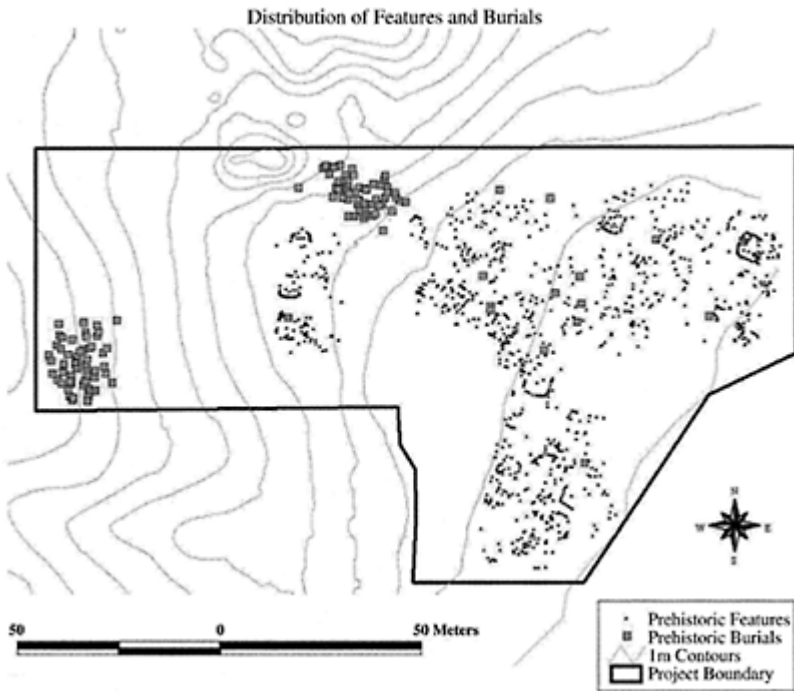 Distribution of Features and Burials
N
W E
S
50 0 50 Meters
Prehistoric Features
Prehistoric Burials
1m Contours
Project Boundary